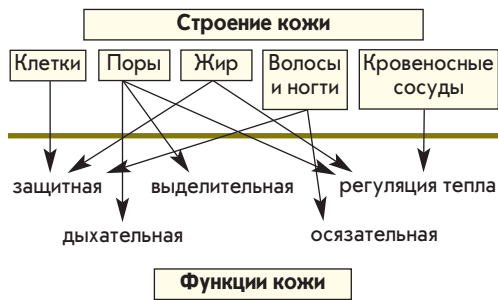 Строение кожи
Клетки
Поры
Жир
Волосы
и ногти
Кровеносные
сосуды
защитная
выделительная
регуляция тепла
дыхательная
осязательная
Функции кожи